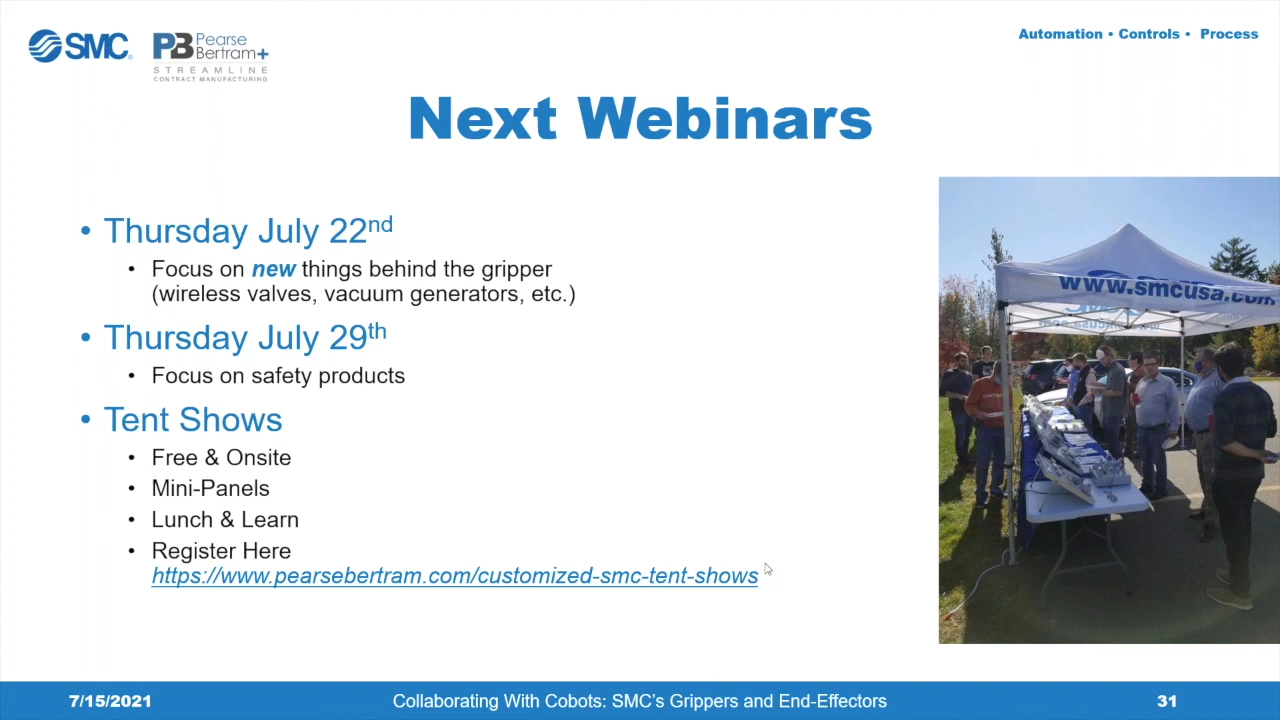 SMC
PB Pearse Bertram+
STREAMLINE
CONTRACT MANUFACTURING
Automation • Controls • Process
Next Webinars
• Thursday July 22nd
• Focus on new things behind the gripper
(wireless valves, vacuum generators, etc.)
• Thursday July 29th
• Focus on safety products
• Tent Shows
• Free & Onsite
• Mini-Panels
• Lunch & Learn
• Register Here
https://www.pearsebertram.com/customized-smc-tent-shows
www.smcusa.com
7/15/2021
Collaborating With Cobots: SMC's Grippers and End-Effectors
31